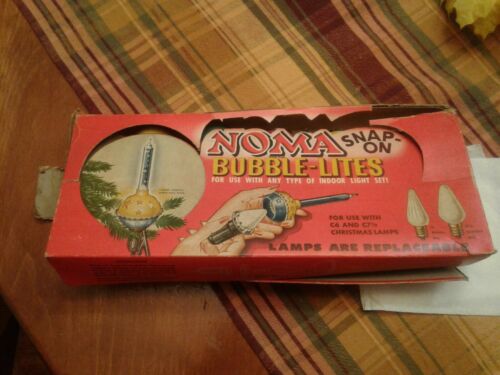 NOMA SNAP-ON
BUBBLE-LITES
FOR USE WITH ANY TYPE OF INDOOR LIGHT SET!
FOR USE WITH
C6 AND C7½
CHRISTMAS LAMPS
LAMPS ARE REPLACEABLE